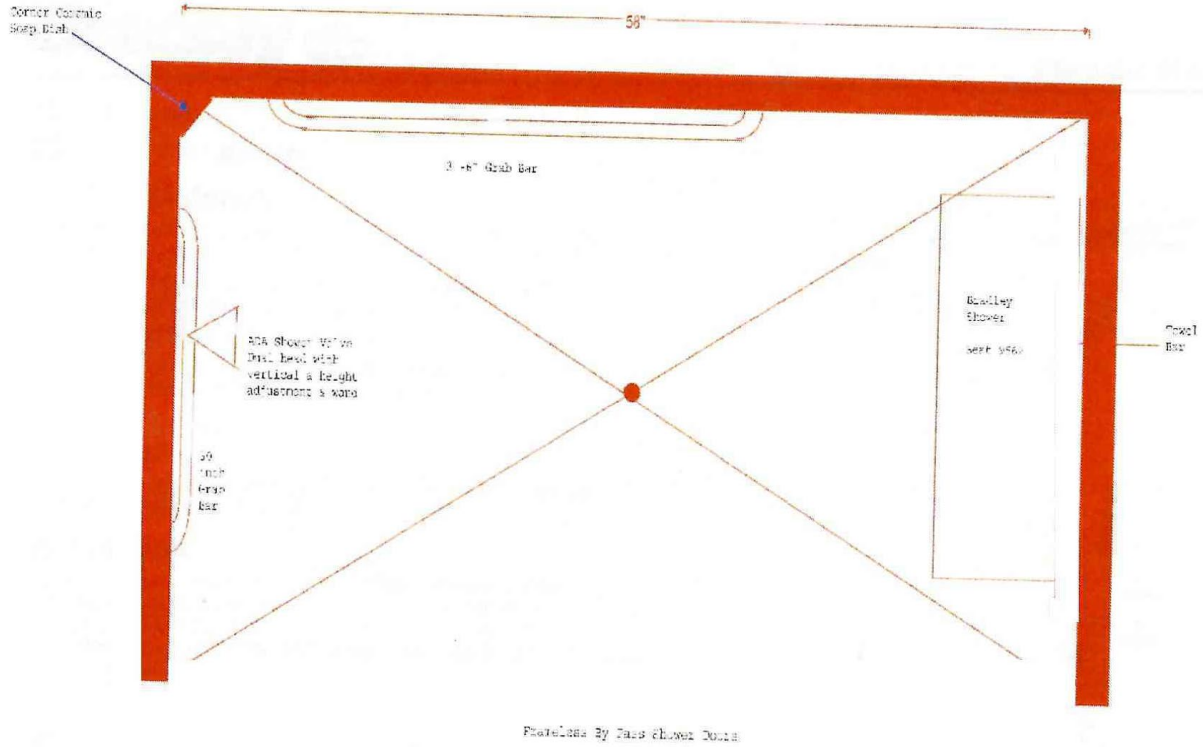 Corner Ceramic
Soap Dish
58"
Grab Bar
Bradley
Shower
Seat
Towel
Bar
ADA Shower Valve
Dual head with
vertical & height
adjustment & wand
inch
Grab
Bar
Frameless By Pass Shower Doors